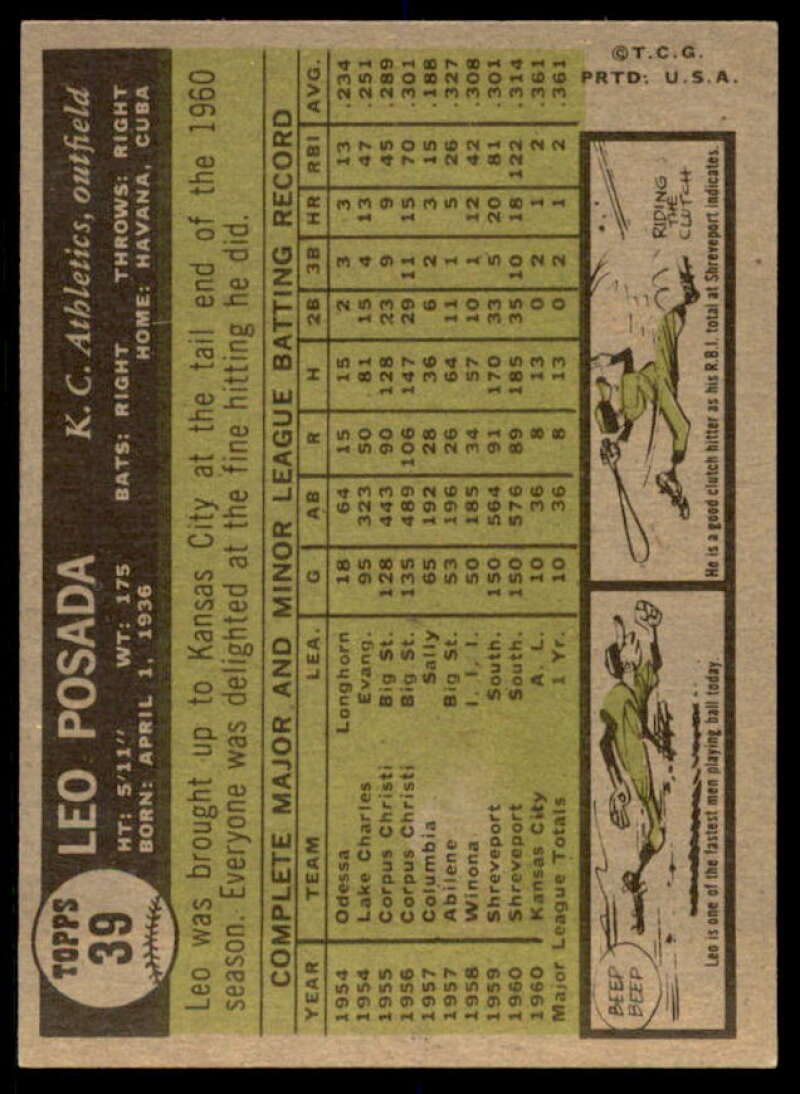 TOPPS
39
LEO POSADA
K. C. Athletics, outfield
HT: 5'11" WT: 175 BATS: RIGHT THROWS: RIGHT
BORN: APRIL 1, 1936 HOME: HAVANA, CUBA
Leo was brought up to Kansas City at the tail end of the 1960
season. Everyone was delighted at the fine hitting he did.
COMPLETE MAJOR AND MINOR LEAGUE BATTING RECORD
YEAR TEAM LEA. G AB R H 2B 3B HR RBI AVG.
1954 Odessa Longhorn 18 64 15 15 2 3 3 13 .234
1954 Lake Charles Evang. 95 323 50 81 15 4 13 47 .251
1955 Corpus Christi Big St. 128 443 90 128 23 9 9 45 .289
1956 Corpus Christi Big St. 135 489 106 147 29 11 15 70 .301
1957 Columbia Sally 65 192 28 36 6 2 3 15 .188
1957 Abilene Big St. 53 196 26 64 11 1 5 26 .327
1958 Winona I. I. I. 50 185 34 57 10 1 12 42 .308
1959 Shreveport South. 150 564 91 170 33 5 20 81 .301
1960 Shreveport South. 150 576 89 185 35 10 18 122 .314
1960 Kansas City A. L. 10 36 8 13 0 2 1 2 .361
Major League Totals 1 Yr. 10 36 8 13 0 2 1 2 .361
BEEP
BEEP
Leo is one of the fastest men playing ball today.
RIDING
THE
CLUTCH
He is a good clutch hitter as his R.B.I. total at Shreveport indicates.
©T.C.G.
PRTD: U.S.A.